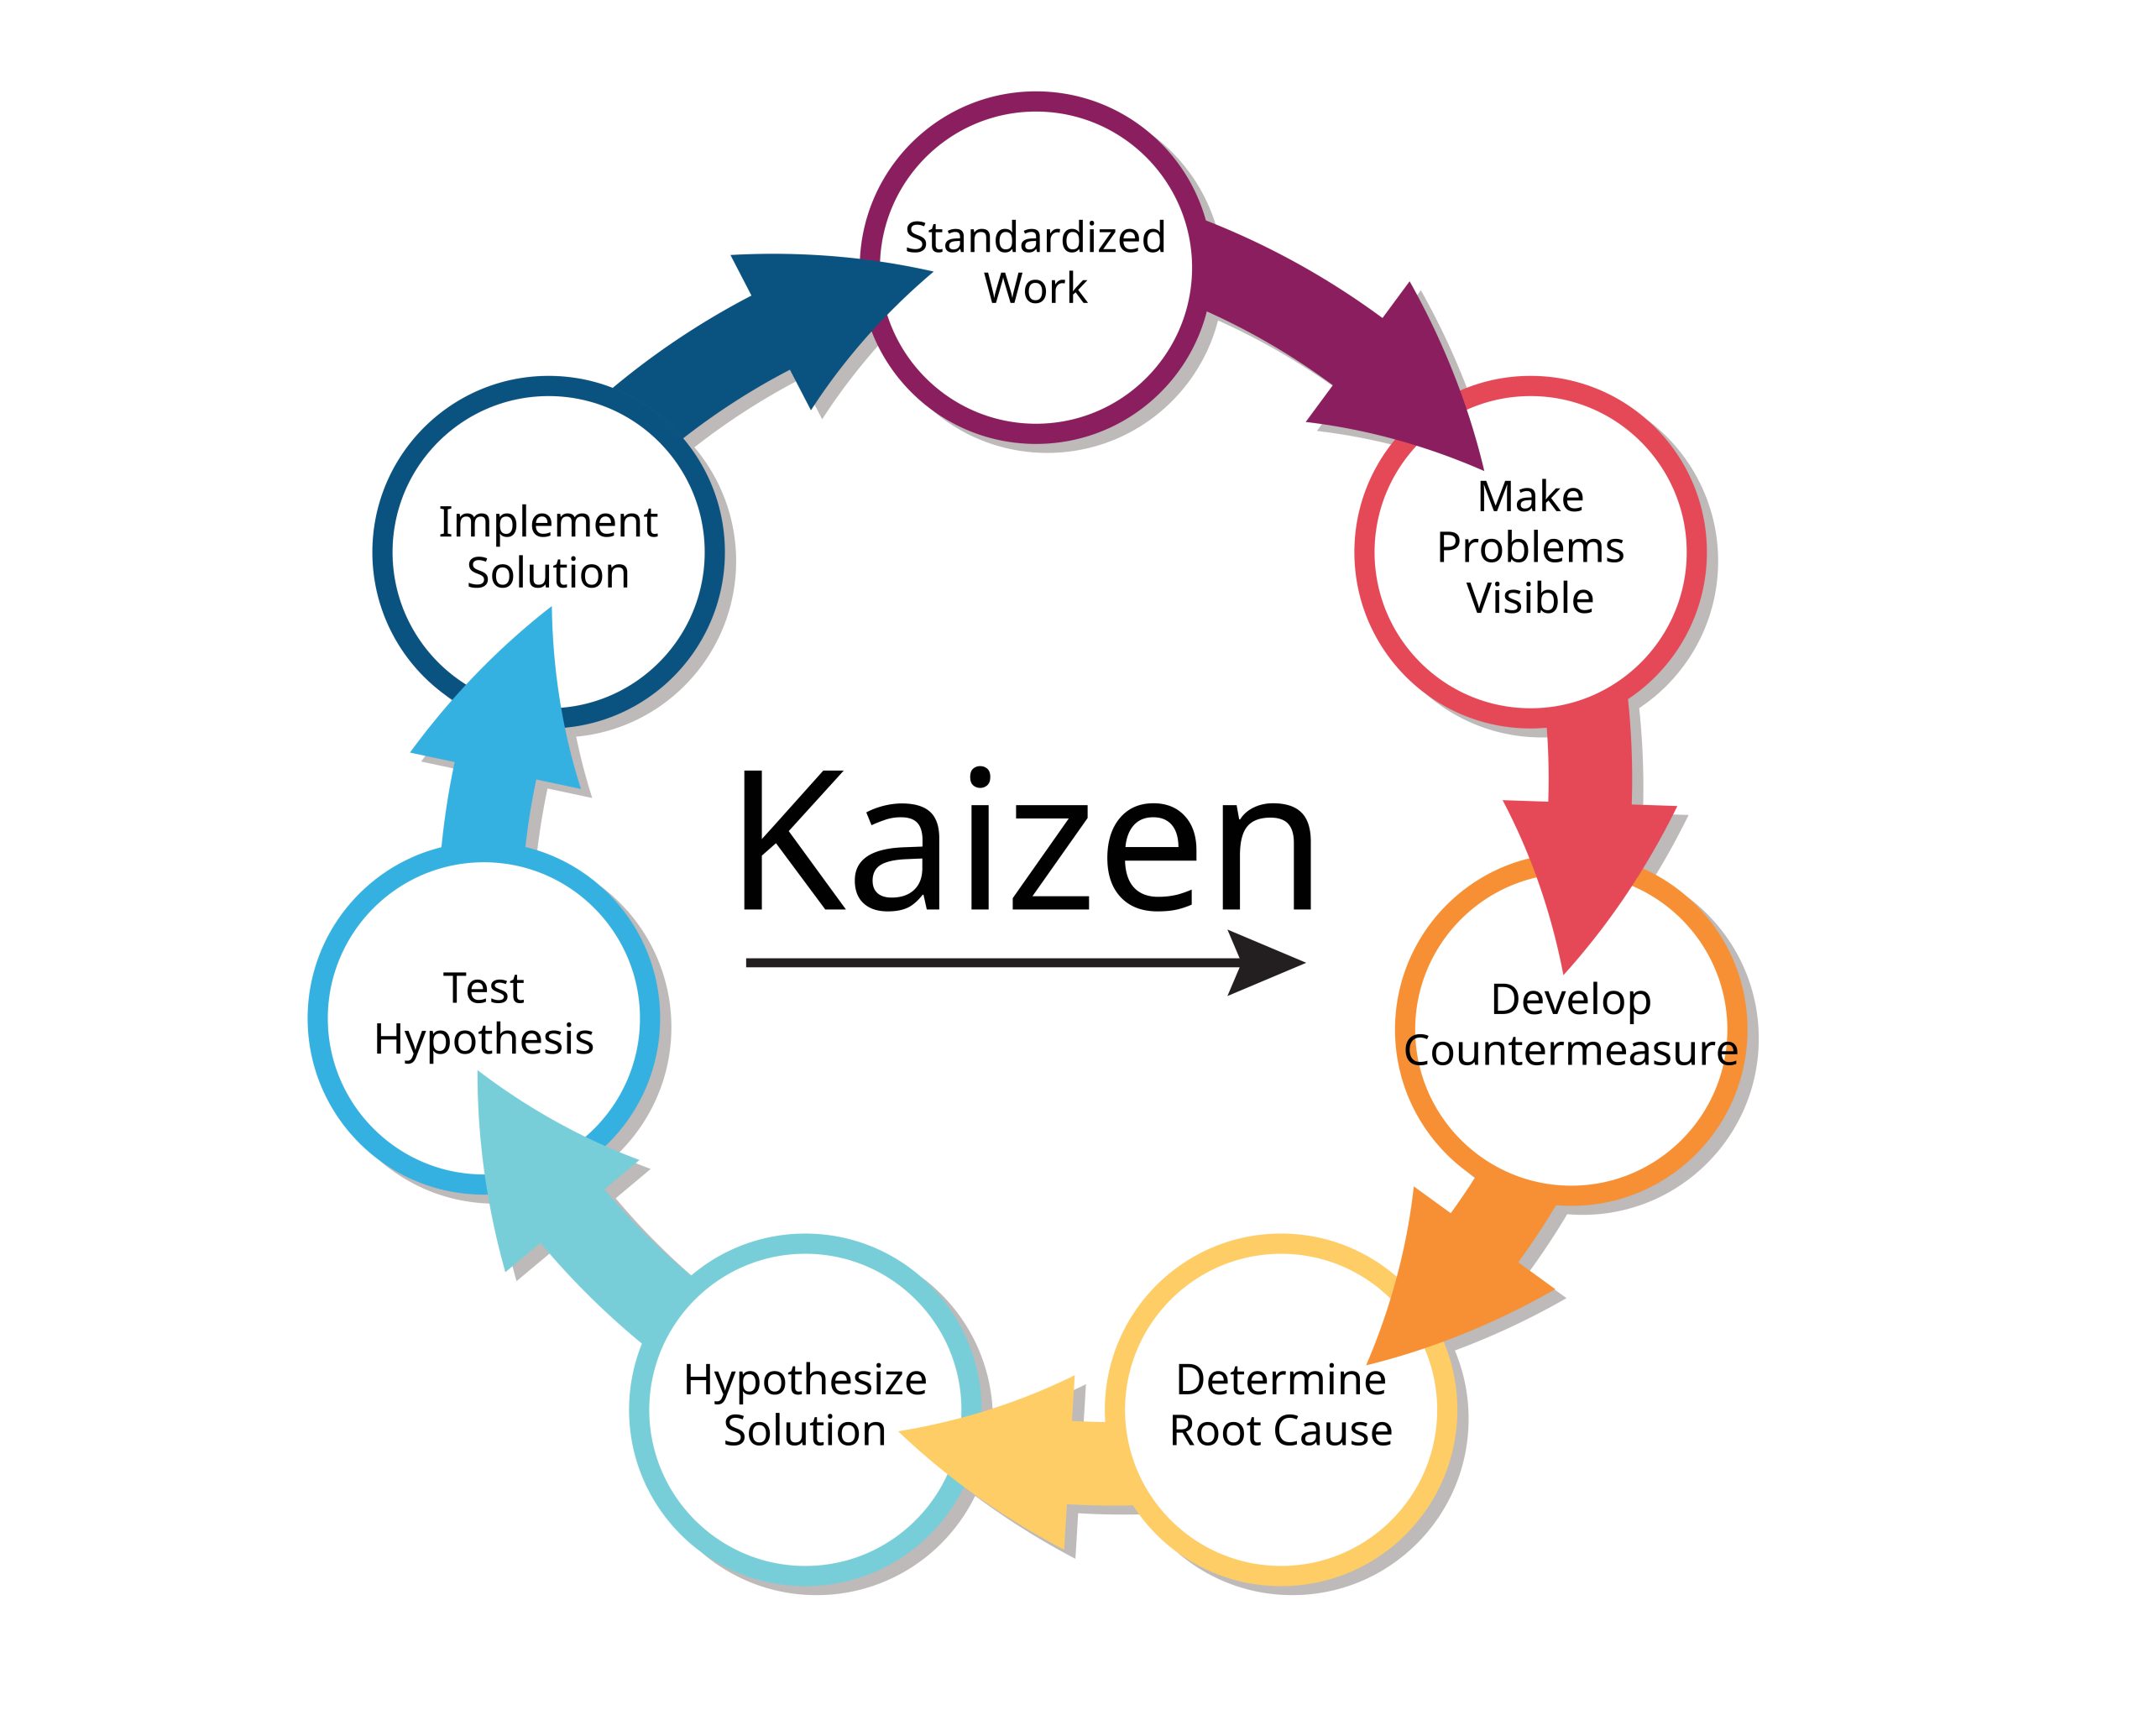 Standardized
Work
Make
Problems
Visible
Develop
Countermeasure
Determine
Root Cause
Hypothesize
Solution
Test
Hypothesis
Implement
Solution
Kaizen